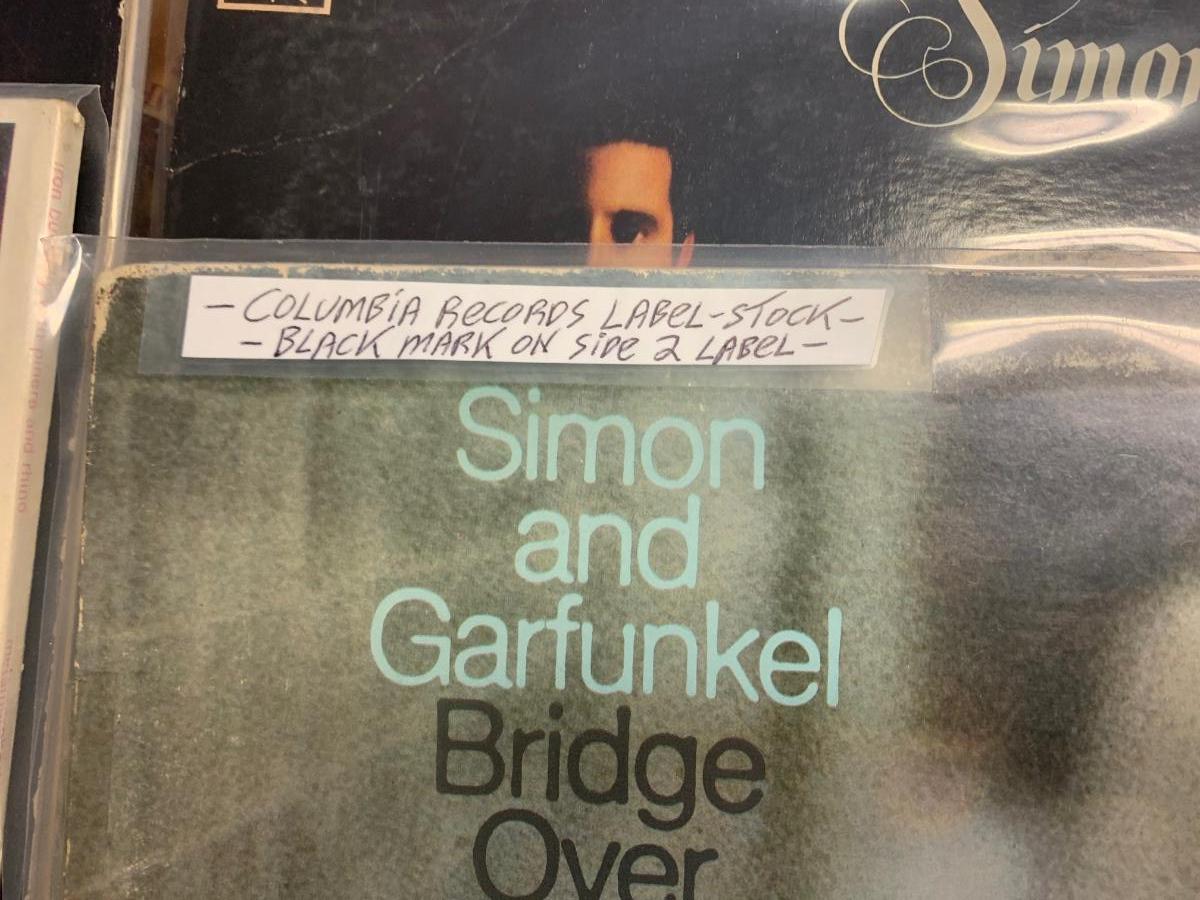 Simon
- COLUMBIA RECORDS LABEL-STOCK-
- BLACK MARK ON SIDE 2 LABEL-
Simon
and
Garfunkel
Bridge
Over